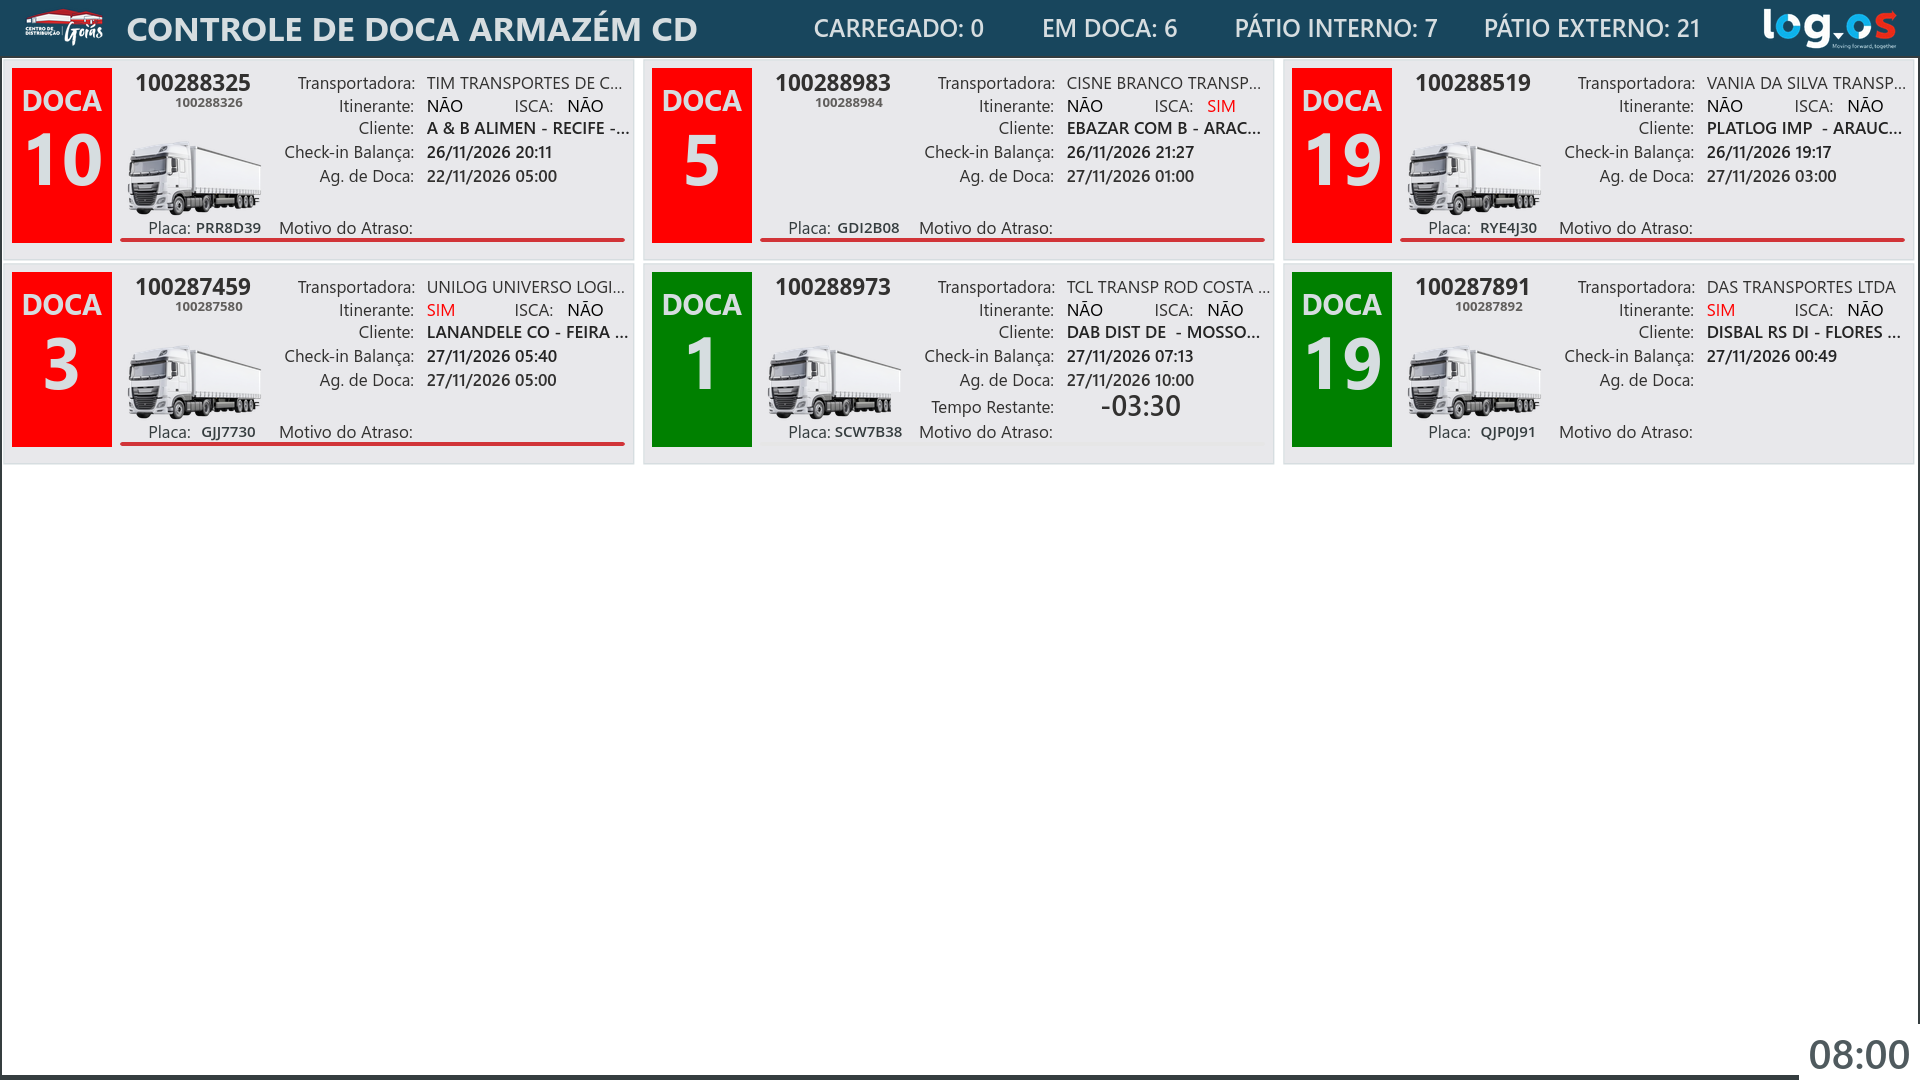 CENTRO DE DISTRIBUIÇÃO Goiás
CONTROLE DE DOCA ARMAZÉM CD
CARREGADO: 0
EM DOCA: 6
PÁTIO INTERNO: 7
PÁTIO EXTERNO: 21
log.os
Moving forward, together
DOCA
10
100288325
100288326
Transportadora: TIM TRANSPORTES DE C...
Itinerante: NÃO ISCA: NÃO
Cliente: A & B ALIMEN - RECIFE -...
Check-in Balança: 26/11/2026 20:11
Ag. de Doca: 22/11/2026 05:00
Placa: PRR8D39 Motivo do Atraso:
DOCA
5
100288983
100288984
Transportadora: CISNE BRANCO TRANSP...
Itinerante: NÃO ISCA: SIM
Cliente: EBAZAR COM B - ARAC...
Check-in Balança: 26/11/2026 21:27
Ag. de Doca: 27/11/2026 01:00
Placa: GDI2B08 Motivo do Atraso:
DOCA
19
100288519
Transportadora: VANIA DA SILVA TRANSP...
Itinerante: NÃO ISCA: NÃO
Cliente: PLATLOG IMP - ARAUC...
Check-in Balança: 26/11/2026 19:17
Ag. de Doca: 27/11/2026 03:00
Placa: RYE4J30 Motivo do Atraso:
DOCA
3
100287459
100287580
Transportadora: UNILOG UNIVERSO LOGI...
Itinerante: SIM ISCA: NÃO
Cliente: LANANDELE CO - FEIRA ...
Check-in Balança: 27/11/2026 05:40
Ag. de Doca: 27/11/2026 05:00
Placa: GJJ7730 Motivo do Atraso:
DOCA
1
100288973
Transportadora: TCL TRANSP ROD COSTA ...
Itinerante: NÃO ISCA: NÃO
Cliente: DAB DIST DE - MOSSO...
Check-in Balança: 27/11/2026 07:13
Ag. de Doca: 27/11/2026 10:00
Tempo Restante: -03:30
Placa: SCW7B38 Motivo do Atraso:
DOCA
19
100287891
100287892
Transportadora: DAS TRANSPORTES LTDA
Itinerante: SIM ISCA: NÃO
Cliente: DISBAL RS DI - FLORES ...
Check-in Balança: 27/11/2026 00:49
Ag. de Doca:
Placa: QJP0J91 Motivo do Atraso:
08:00